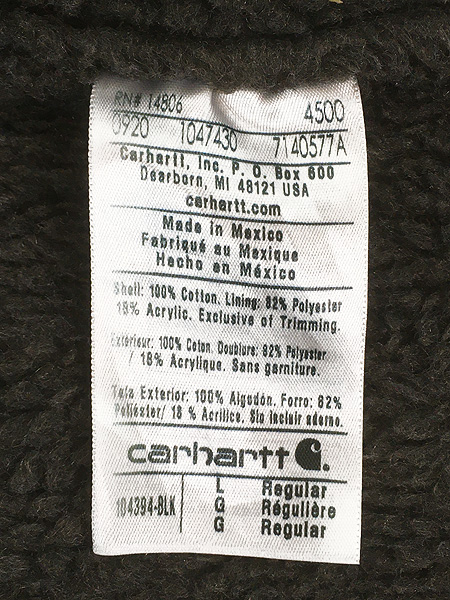 RN# 14806 4500
0920 1047430 7140577A
Carhartt, Inc. P. O. Box 600
Dearborn, MI 48121 USA
carhartt.com
Made in Mexico
Fabriqué au Mexique
Hecho en México
Shell: 100% Cotton. Lining: 82% Polyester
18% Acrylic. Exclusive of Trimming.
Extérieur: 100% Coton. Doublure: 82% Polyester
/ 18% Acrylique. Sans garniture.
Tela Exterior: 100% Algodón. Forro: 82%
Poliéster/ 18 % Acrílico. Sin incluir adorno.
carhartt
L Regular
104394-BLK G Régulière
G Regular